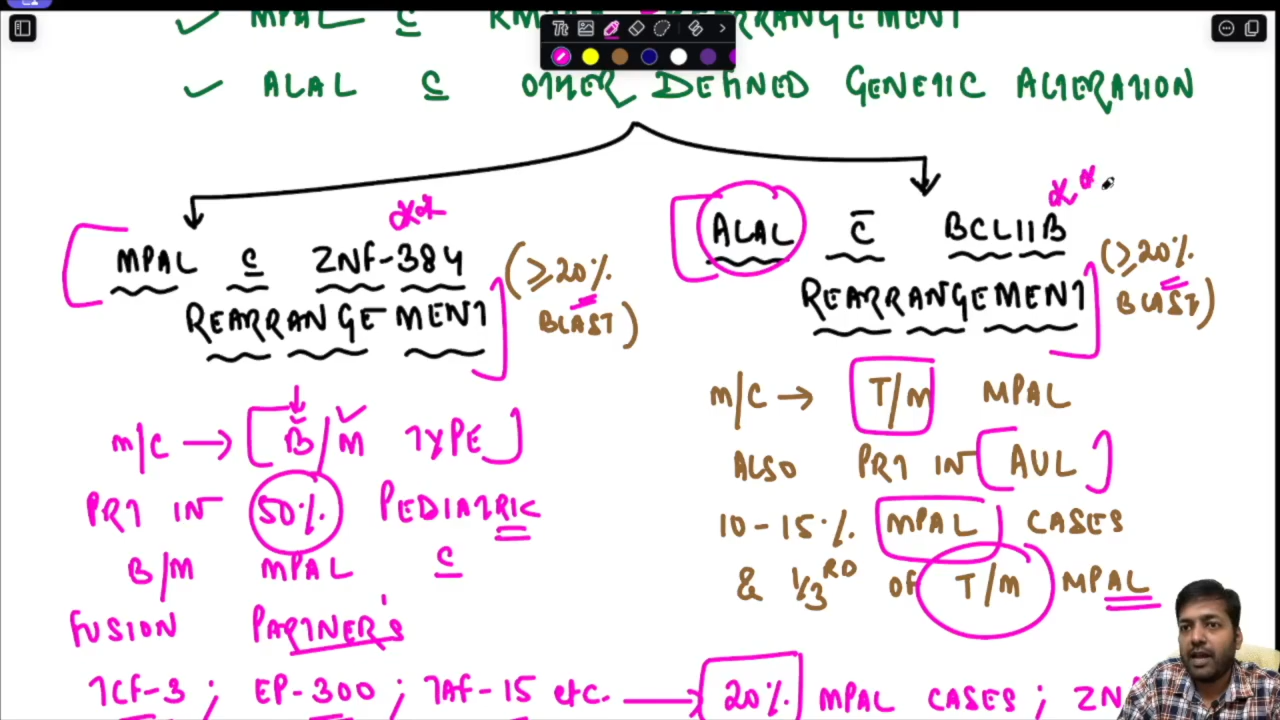 ✓ MPAL c̄ REARRANGEMENT
✓ ALAL c̄ OTHER DEFINED GENETIC ALTERATION
MPAL c̄ ZNF-384 (≥20%
REARRANGEMENT BLAST)
m/c → B/M TYPE
PRT IN 50% PEDIATRIC
B/M MPAL c̄
FUSION PARTNER'S
TCF-3 ; EP-300 ; TAF-15 etc. → 20% MPAL CASES ;
ALAL c̄ BCL11B (≥20%
REARRANGEMENT BLAST)
m/c → T/M MPAL
ALSO PRT IN [AUL]
10-15% MPAL CASES
& 1/3RD OF T/M MPAL